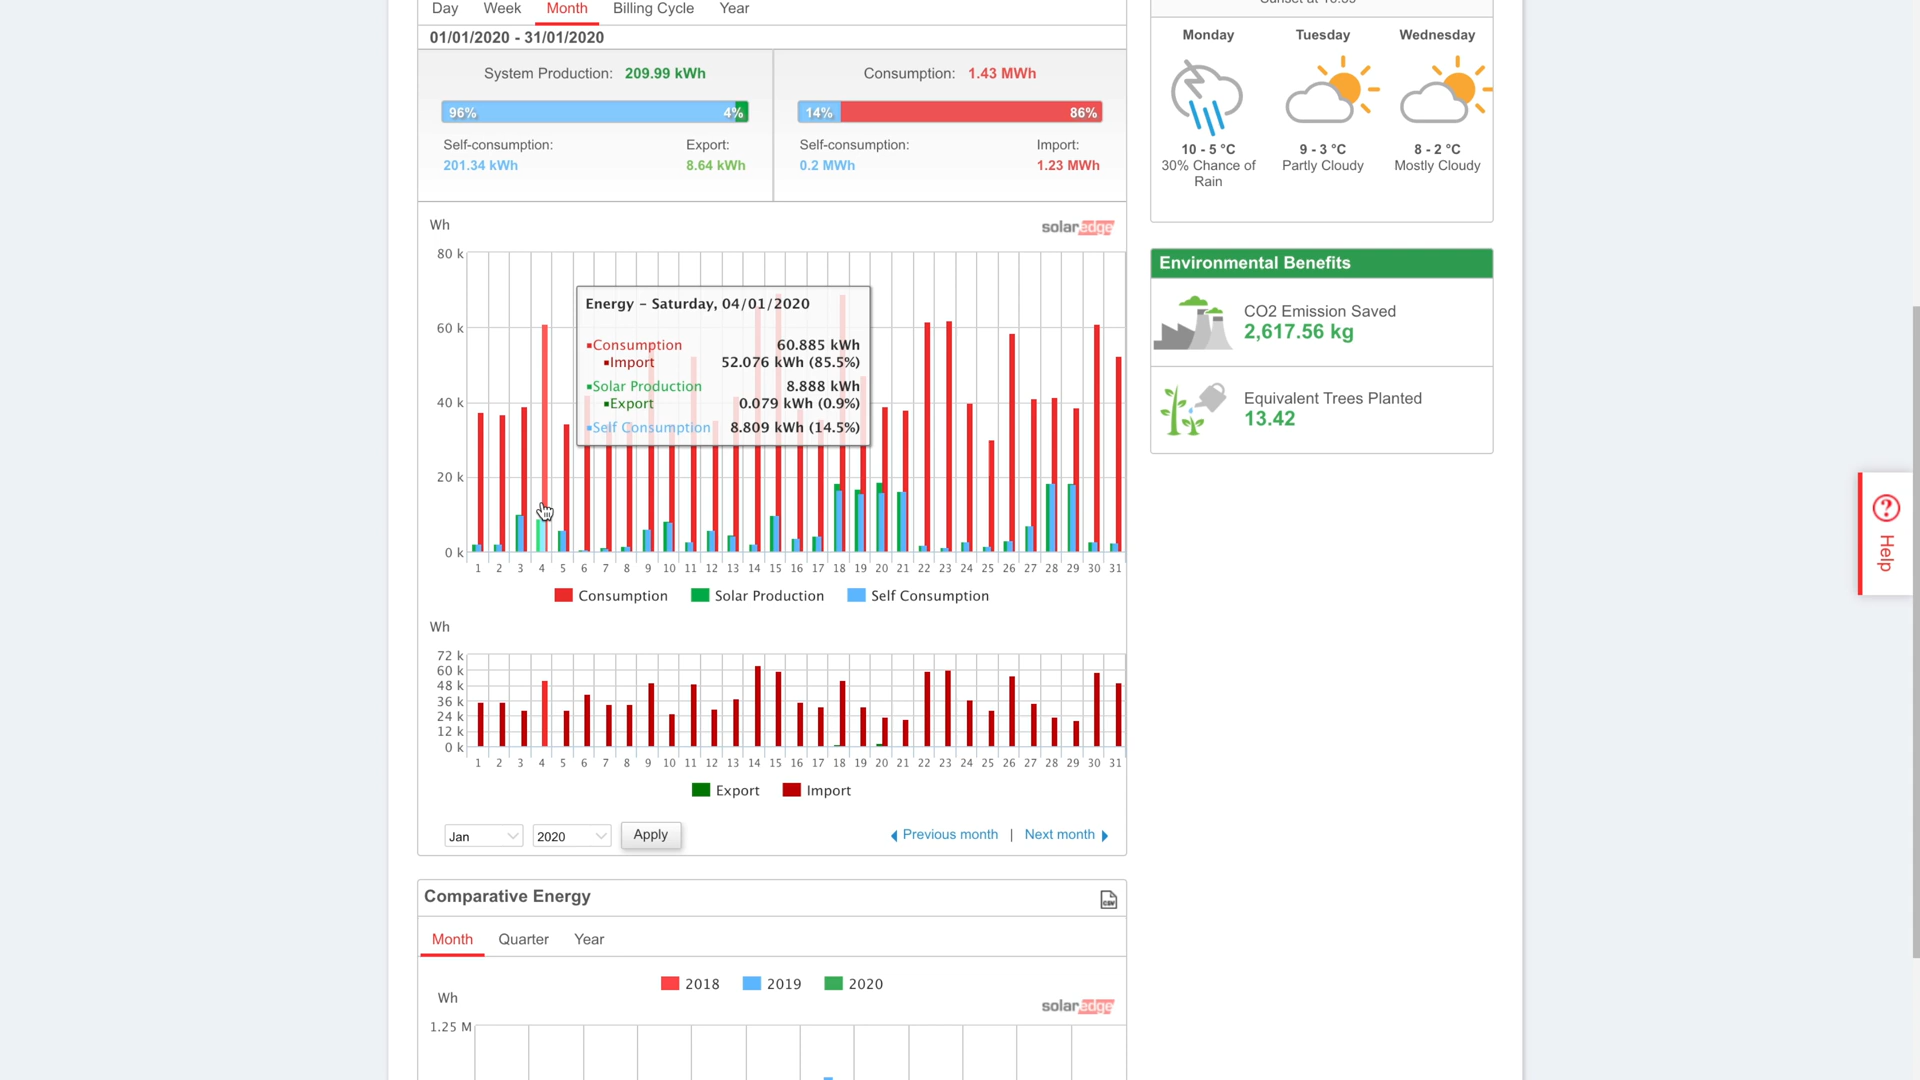 Day Week Month Billing Cycle Year
01/01/2020 - 31/01/2020
System Production: 209.99 kWh
96% 4%
Self-consumption: Export:
201.34 kWh 8.64 kWh
Consumption: 1.43 MWh
14% 86%
Self-consumption: Import:
0.2 MWh 1.23 MWh
Wh
solaredge
80 k
60 k
40 k
20 k
0 k
Energy – Saturday, 04/01/2020
Consumption 60.885 kWh
Import 52.076 kWh (85.5%)
Solar Production 8.888 kWh
Export 0.079 kWh (0.9%)
Self Consumption 8.809 kWh (14.5%)
1 2 3 4 5 6 7 8 9 10 11 12 13 14 15 16 17 18 19 20 21 22 23 24 25 26 27 28 29 30 31
Consumption Solar Production Self Consumption
Wh
72 k
60 k
48 k
36 k
24 k
12 k
0 k
1 2 3 4 5 6 7 8 9 10 11 12 13 14 15 16 17 18 19 20 21 22 23 24 25 26 27 28 29 30 31
Export Import
Jan 2020 Apply Previous month | Next month
Comparative Energy
CSV
Month Quarter Year
2018 2019 2020
Wh
solaredge
1.25 M
Monday Tuesday Wednesday
10 - 5 °C 9 - 3 °C 8 - 2 °C
30% Chance of Partly Cloudy Mostly Cloudy
Rain
Environmental Benefits
CO2 Emission Saved
2,617.56 kg
Equivalent Trees Planted
13.42
? Help